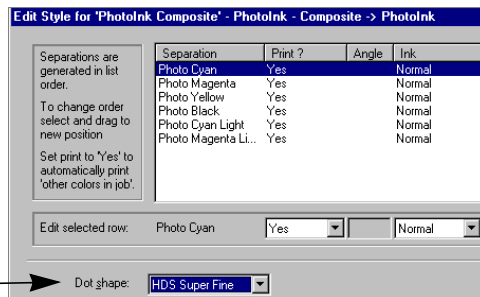 Edit Style for 'PhotoInk Composite' - PhotoInk - Composite -> PhotoInk
Separations are
generated in list
order.
To change order
select and drag to
new position
Set print to 'Yes' to
automatically print
'other colors in job'.
Separation Print ? Angle Ink
Photo Cyan Yes Normal
Photo Magenta Yes Normal
Photo Yellow Yes Normal
Photo Black Yes Normal
Photo Cyan Light Yes Normal
Photo Magenta Li... Yes Normal
Edit selected row: Photo Cyan Yes Normal
Dot shape: HDS Super Fine